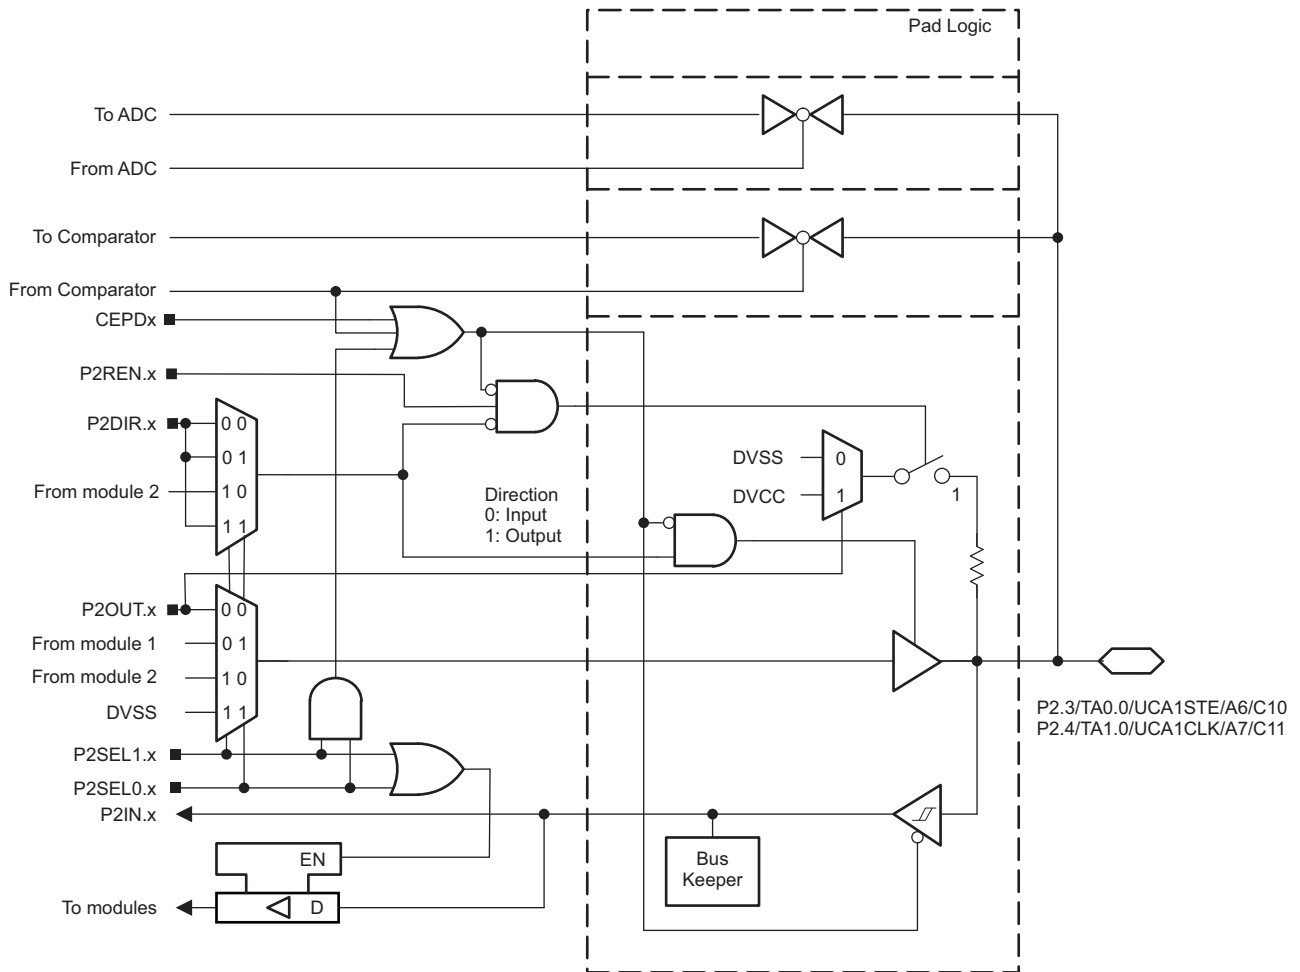 Pad Logic
To ADC
From ADC
To Comparator
From Comparator
CEPDx
P2REN.x
P2DIR.x
0 0
0 1
From module 2
1 0
1 1
Direction
0: Input
1: Output
DVSS
0
DVCC
1
1
P2OUT.x
0 0
From module 1
0 1
From module 2
1 0
DVSS
1 1
P2.3/TA0.0/UCA1STE/A6/C10
P2.4/TA1.0/UCA1CLK/A7/C11
P2SEL1.x
P2SEL0.x
P2IN.x
EN
Bus
Keeper
To modules
D